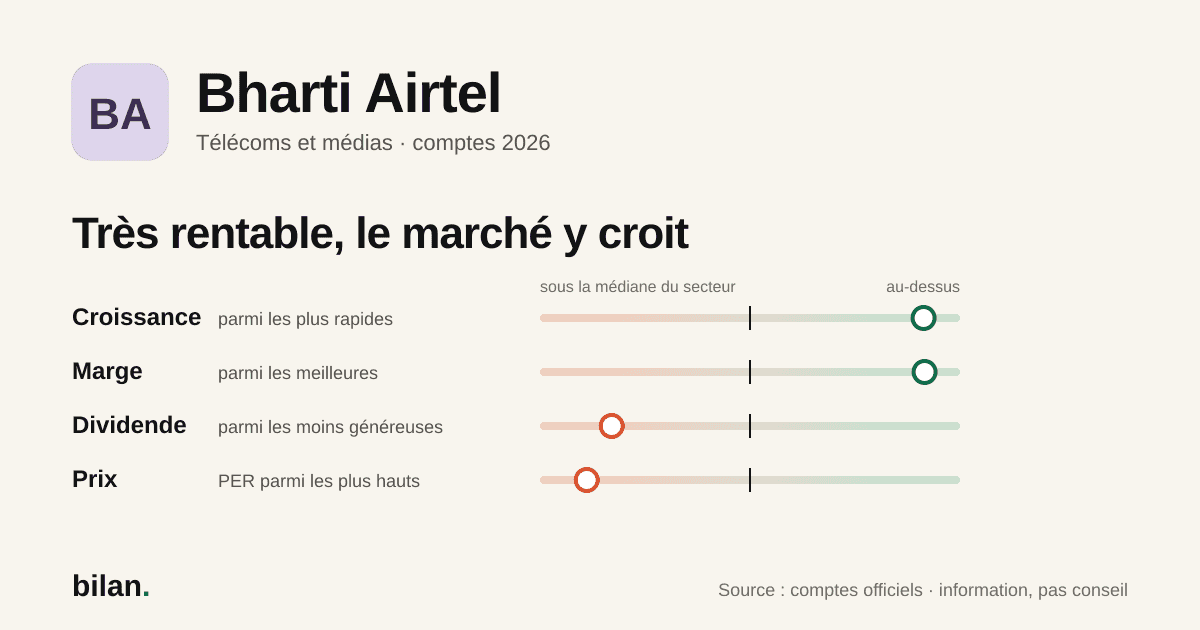 BA
Bharti Airtel
Télécoms et médias · comptes 2026
Très rentable, le marché y croit
sous la médiane du secteur au-dessus
Croissance parmi les plus rapides
Marge parmi les meilleures
Dividende parmi les moins généreuses
Prix PER parmi les plus hauts
bilan.
Source : comptes officiels · information, pas conseil